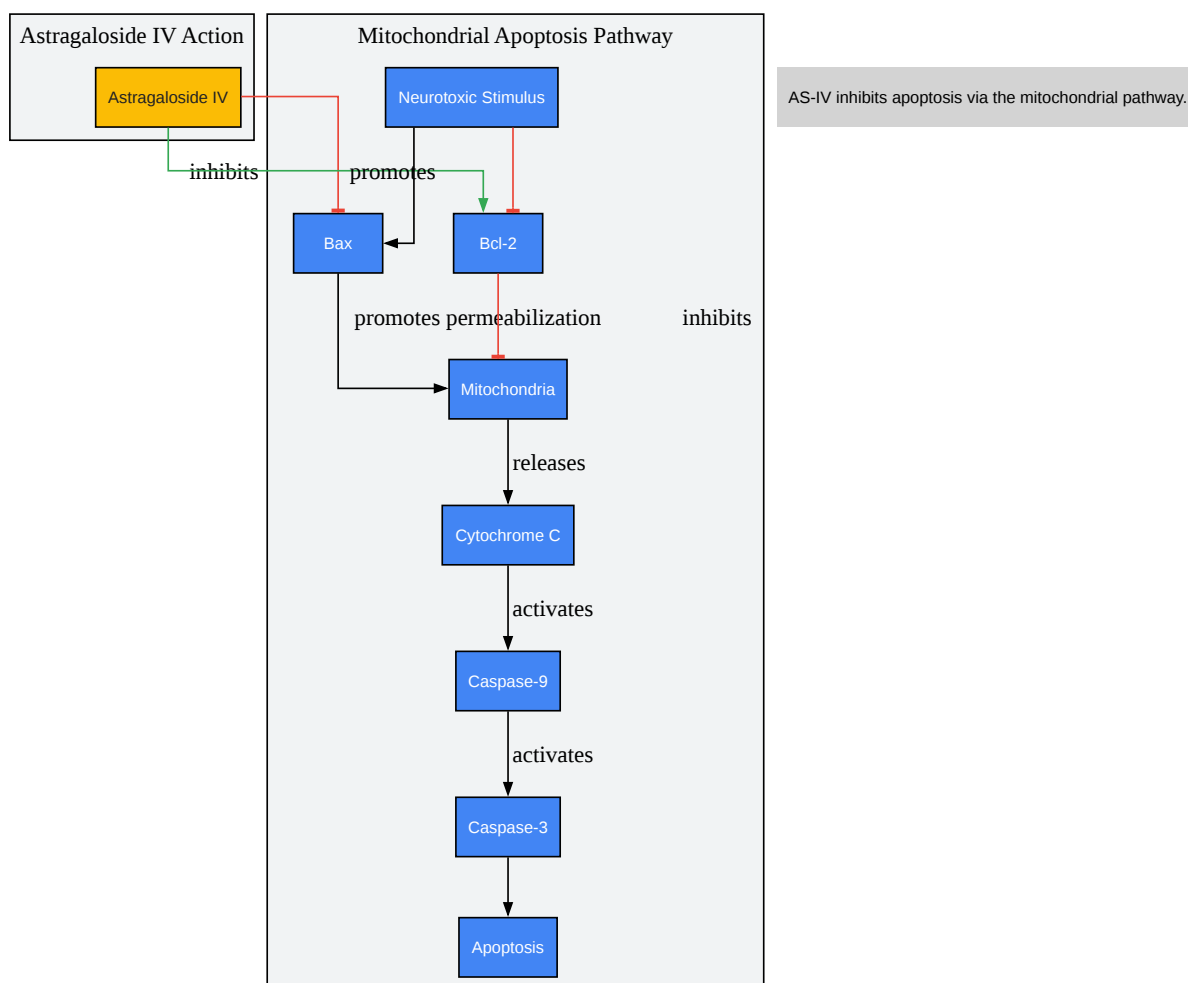 Astragaloside IV Action
Mitochondrial Apoptosis Pathway
Astragaloside IV
Neurotoxic Stimulus
AS-IV inhibits apoptosis via the mitochondrial pathway.
inhibits
promotes
Bax
Bcl-2
promotes permeabilization
inhibits
Mitochondria
releases
Cytochrome C
activates
Caspase-9
activates
Caspase-3
Apoptosis